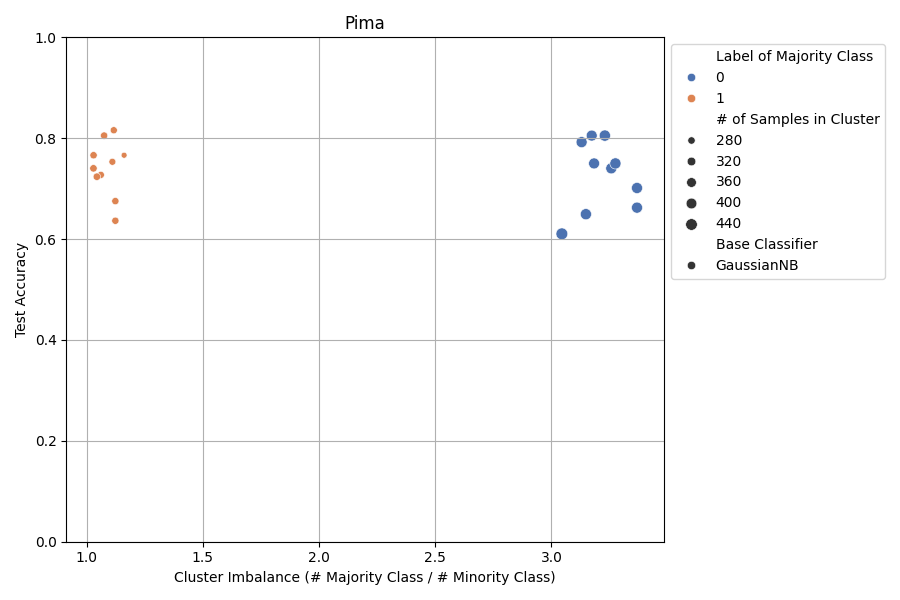 Pima
1.0
0.8
0.6
0.4
0.2
0.0
Test Accuracy
1.0
1.5
2.0
2.5
3.0
Cluster Imbalance (# Majority Class / # Minority Class)
Label of Majority Class
0
1
# of Samples in Cluster
280
320
360
400
440
Base Classifier
GaussianNB